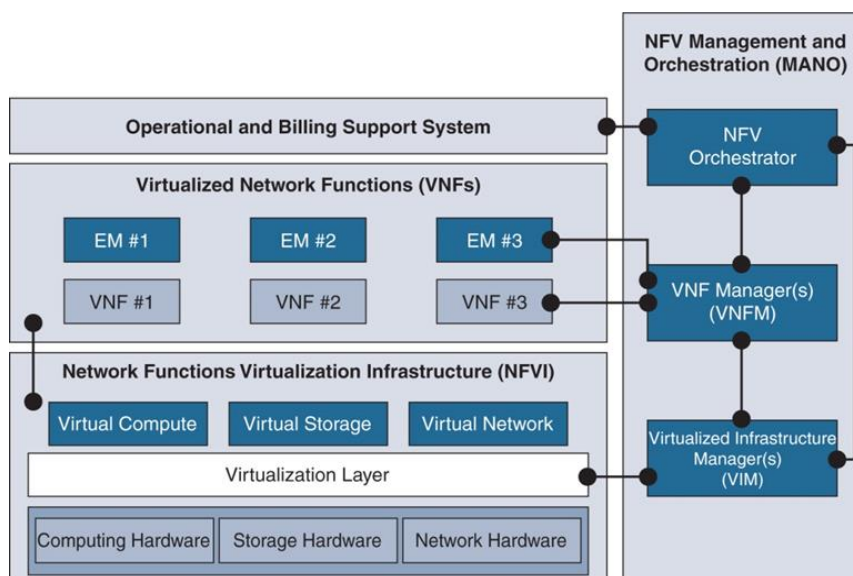 NFV Management and
Orchestration (MANO)
Operational and Billing Support System
NFV
Orchestrator
Virtualized Network Functions (VNFs)
EM #1
EM #2
EM #3
VNF #1
VNF #2
VNF #3
VNF Manager(s)
(VNFM)
Network Functions Virtualization Infrastructure (NFVI)
Virtual Compute
Virtual Storage
Virtual Network
Virtualized Infrastructure
Manager(s)
(VIM)
Virtualization Layer
Computing Hardware
Storage Hardware
Network Hardware